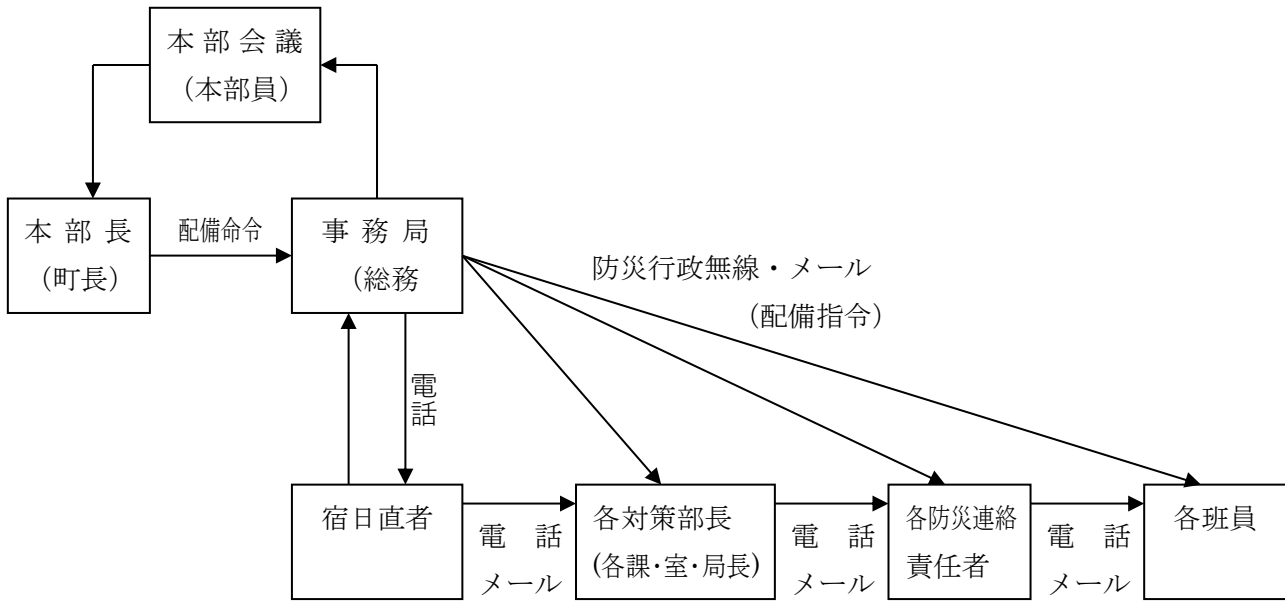 本部会議
（本部員）
本部長
（町長）
配備命令
事務局
（総務
防災行政無線・メール
（配備指令）
電話
宿日直者
電話
メール
各対策部長
(各課・室・局長)
電話
メール
各防災連絡
責任者
電話
メール
各班員